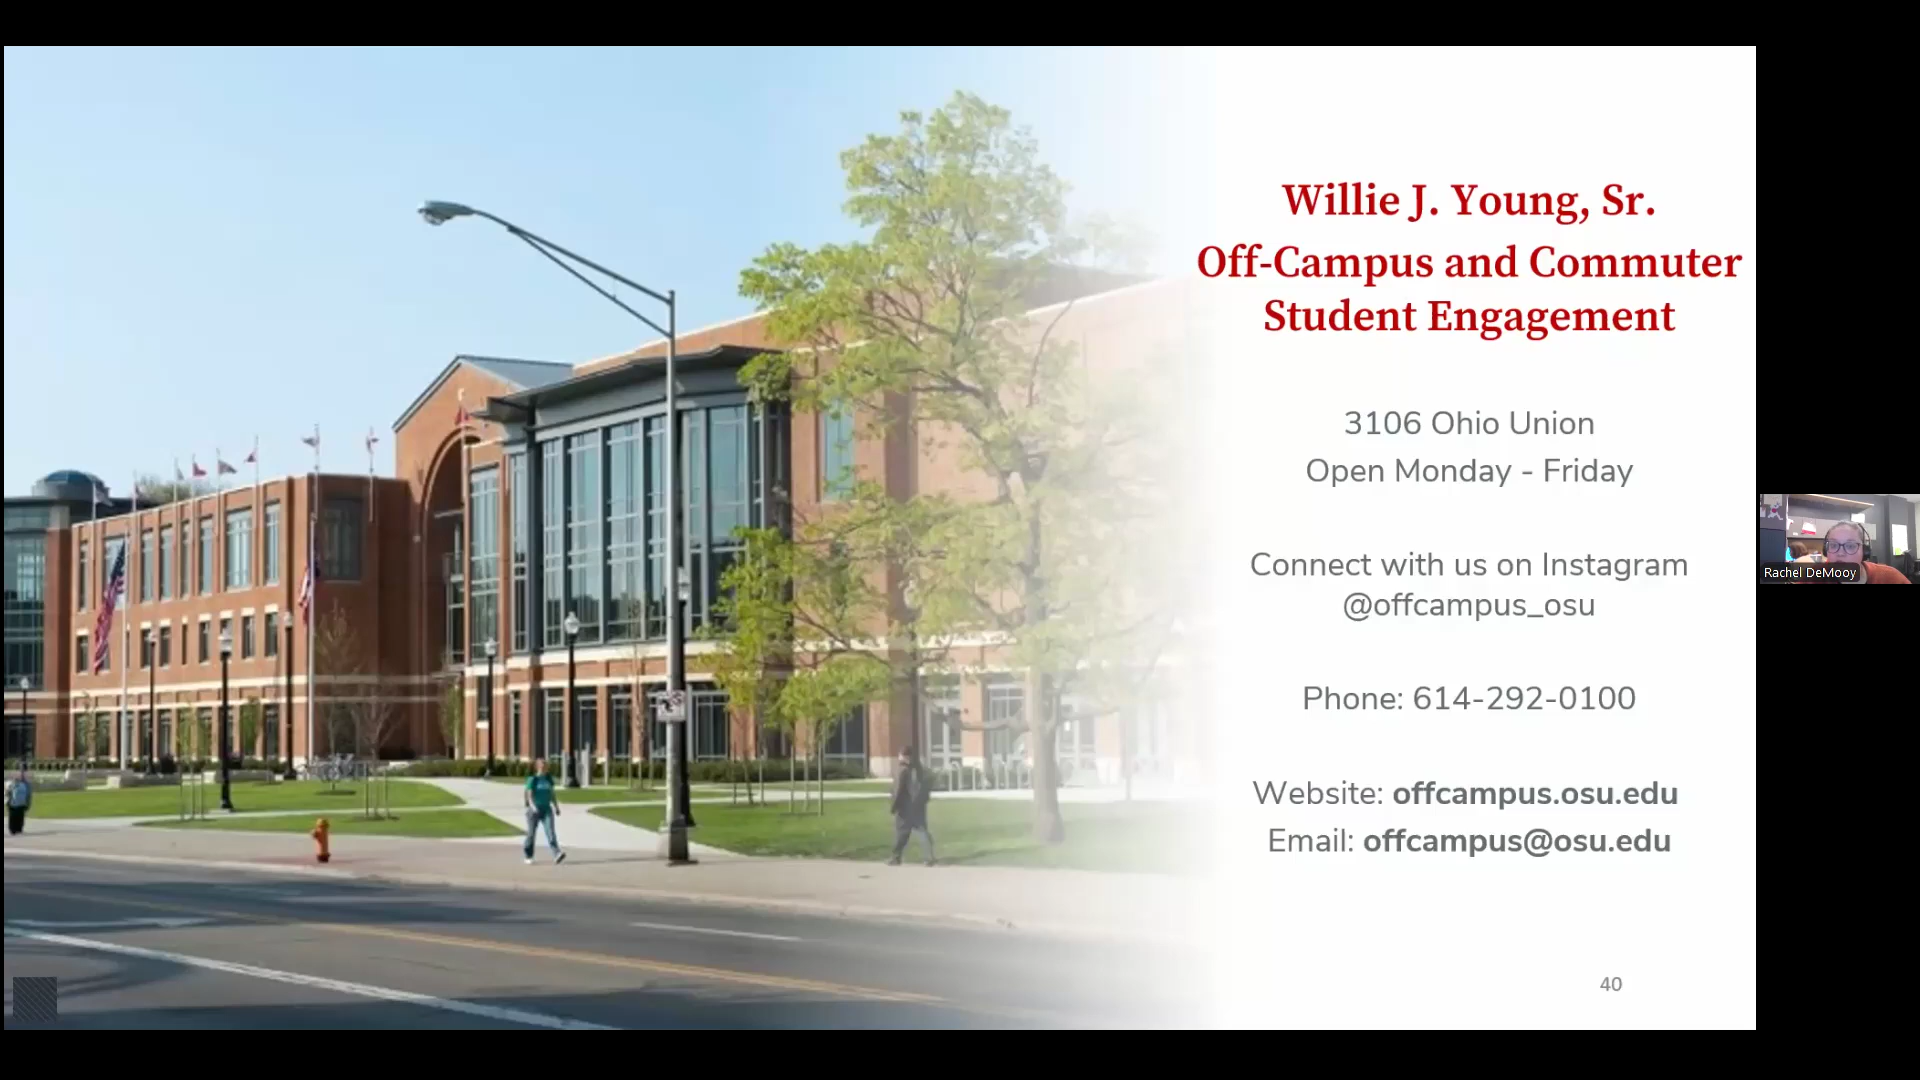 Willie J. Young, Sr.
Off-Campus and Commuter
Student Engagement
3106 Ohio Union
Open Monday - Friday
Connect with us on Instagram
@offcampus_osu
Phone: 614-292-0100
Website: offcampus.osu.edu
Email: offcampus@osu.edu
40
Rachel DeMooy